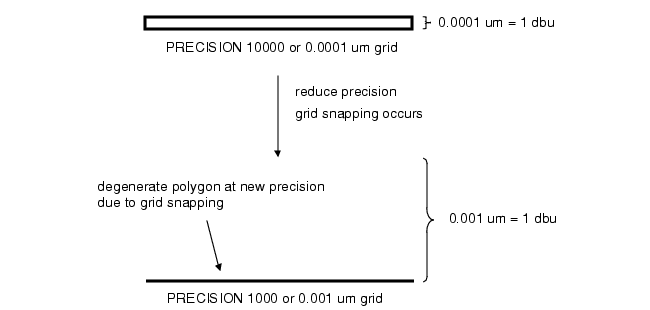 0.0001 um = 1 dbu
PRECISION 10000 or 0.0001 um grid
reduce precision
grid snapping occurs
degenerate polygon at new precision
due to grid snapping
0.001 um = 1 dbu
PRECISION 1000 or 0.001 um grid